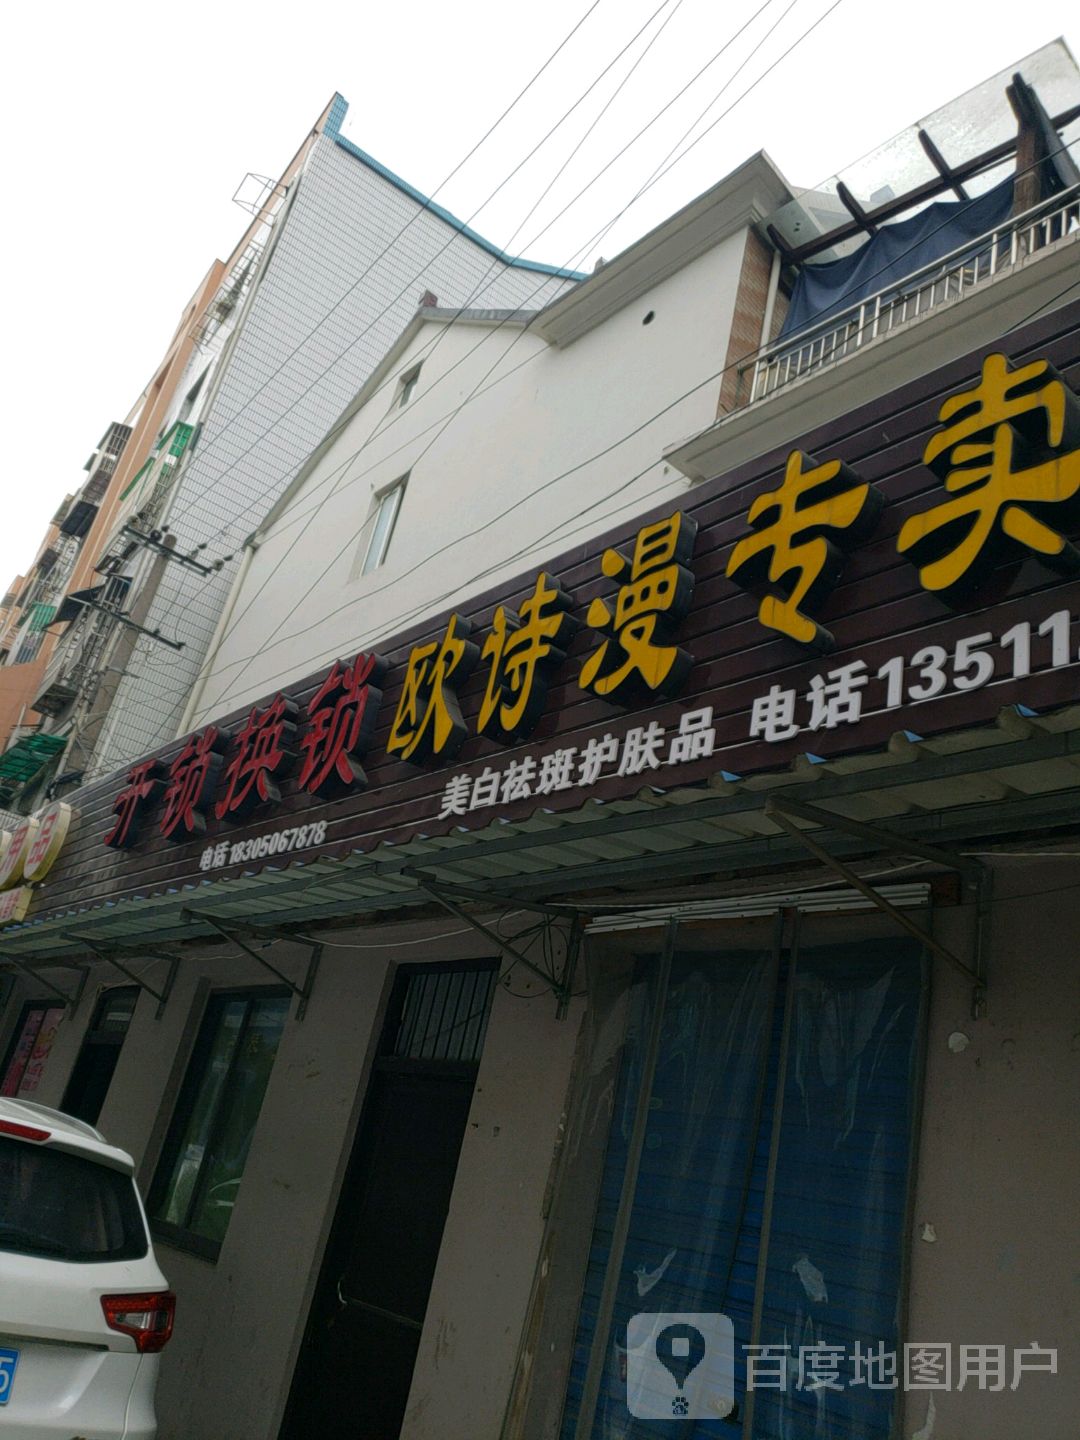 开锁换锁
电话18305067878
欧诗漫专卖
美白祛斑护肤品 电话13511
用品
百度地图用户